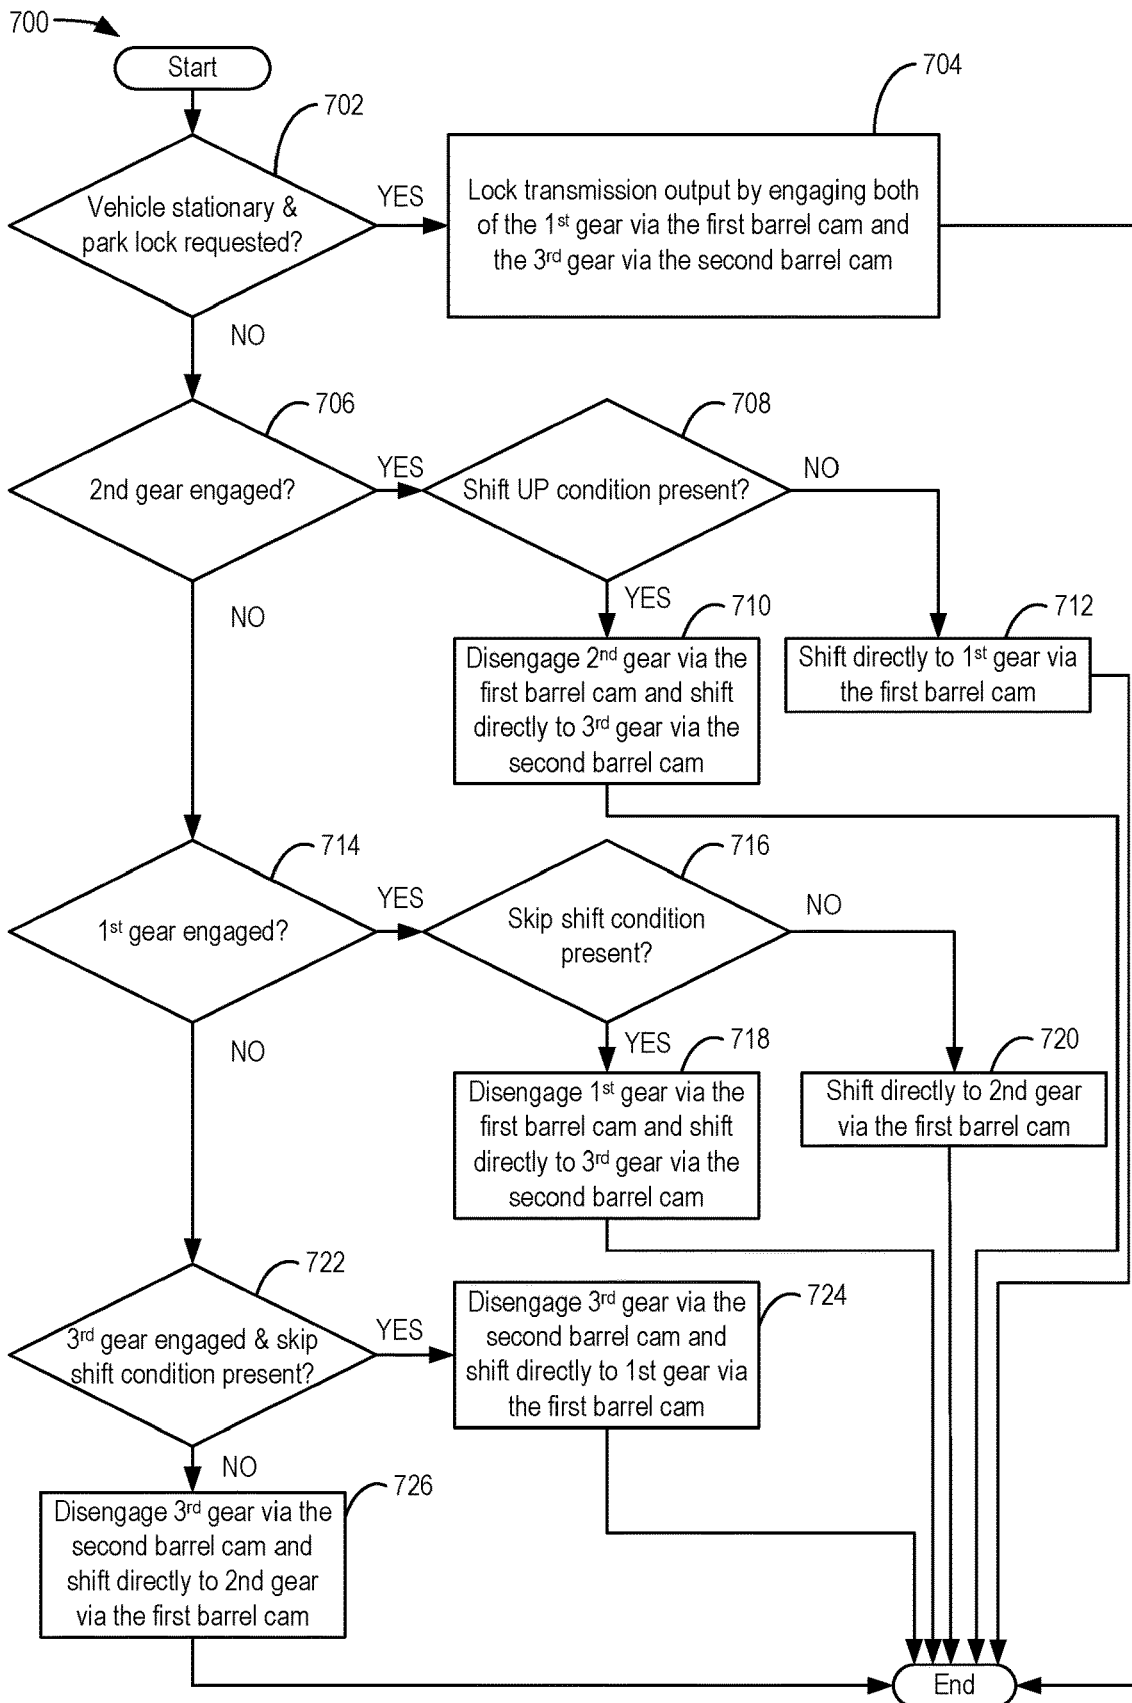 700
Start
702
Vehicle stationary &
park lock requested?
YES
704
Lock transmission output by engaging both
of the 1st gear via the first barrel cam and
the 3rd gear via the second barrel cam
NO
706
2nd gear engaged?
YES
708
Shift UP condition present?
NO
NO
YES
710
Disengage 2nd gear via the
first barrel cam and shift
directly to 3rd gear via the
second barrel cam
712
Shift directly to 1st gear via
the first barrel cam
714
1st gear engaged?
YES
716
Skip shift condition
present?
NO
NO
YES
718
Disengage 1st gear via the
first barrel cam and shift
directly to 3rd gear via the
second barrel cam
720
Shift directly to 2nd gear
via the first barrel cam
722
3rd gear engaged & skip
shift condition present?
YES
724
Disengage 3rd gear via the
second barrel cam and
shift directly to 1st gear via
the first barrel cam
NO
726
Disengage 3rd gear via the
second barrel cam and
shift directly to 2nd gear
via the first barrel cam
End